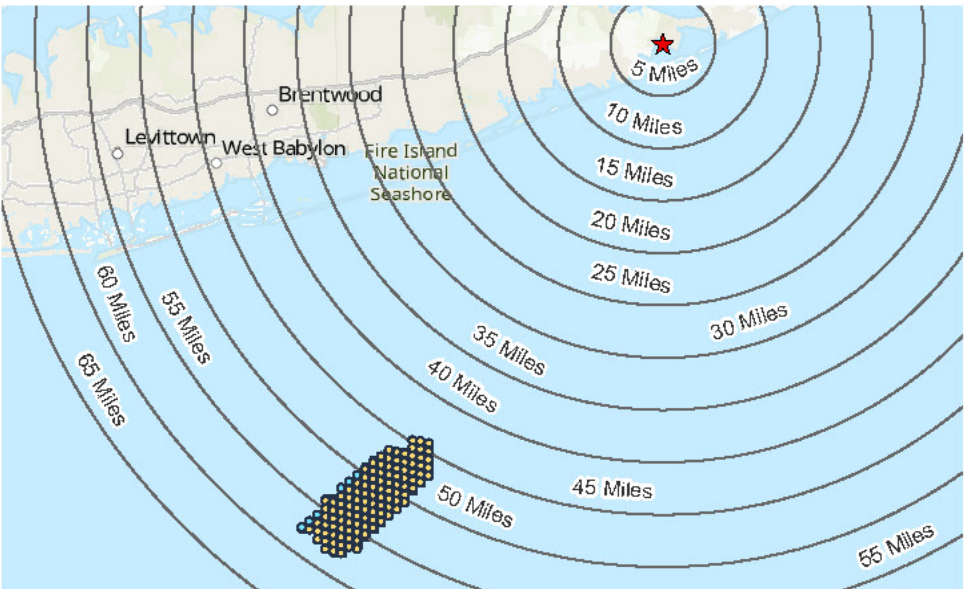 5 Miles
Brentwood
10 Miles
Levittown
West Babylon
Fire Island
National
Seashore
15 Miles
20 Miles
25 Miles
60 Miles
55 Miles
30 Miles
35 Miles
65 Miles
40 Miles
45 Miles
50 Miles
55 Miles